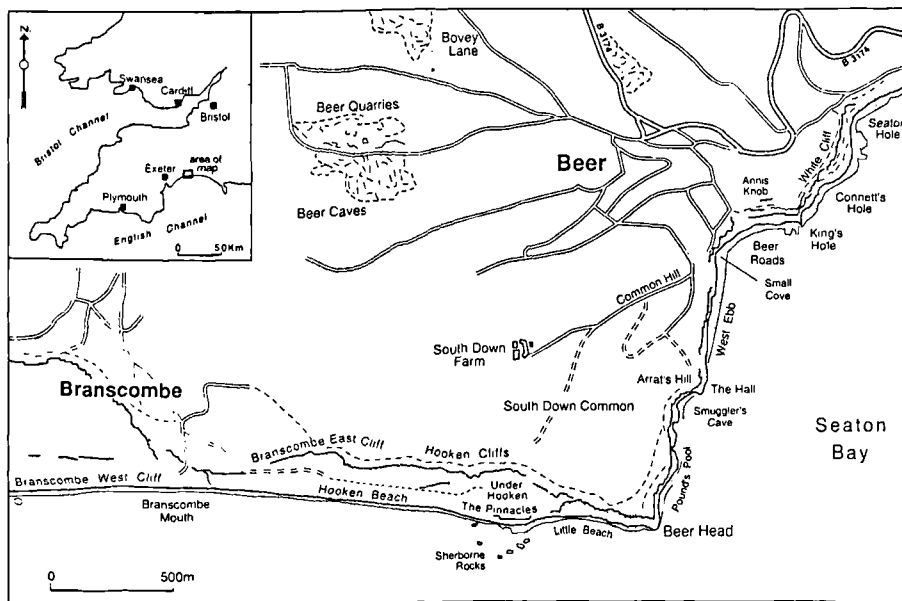 N
Swansea
Cardiff
Bristol
Bristol Channel
Exeter
area of
map
Plymouth
English Channel
0 50Km
Bovey
Lane
B 3174
B 3174
Beer Quarries
Beer Caves
Beer
Seaton
Hole
White Cliff
Annis
Knob
Connett's
Hole
King's
Hole
Beer
Roads
Small
Cove
Common Hill
West Ebb
South Down
Farm
Arrat's Hill
The Hall
Smuggler's
Cave
South Down Common
Seaton
Bay
Branscombe
Branscombe East Cliff
Hooken Cliffs
Pound's Pool
Branscombe West Cliff
Hooken Beach
Under
Hooken
The Pinnacles
Branscombe
Mouth
Little Beach
Beer Head
Sherborne
Rocks
0 500m